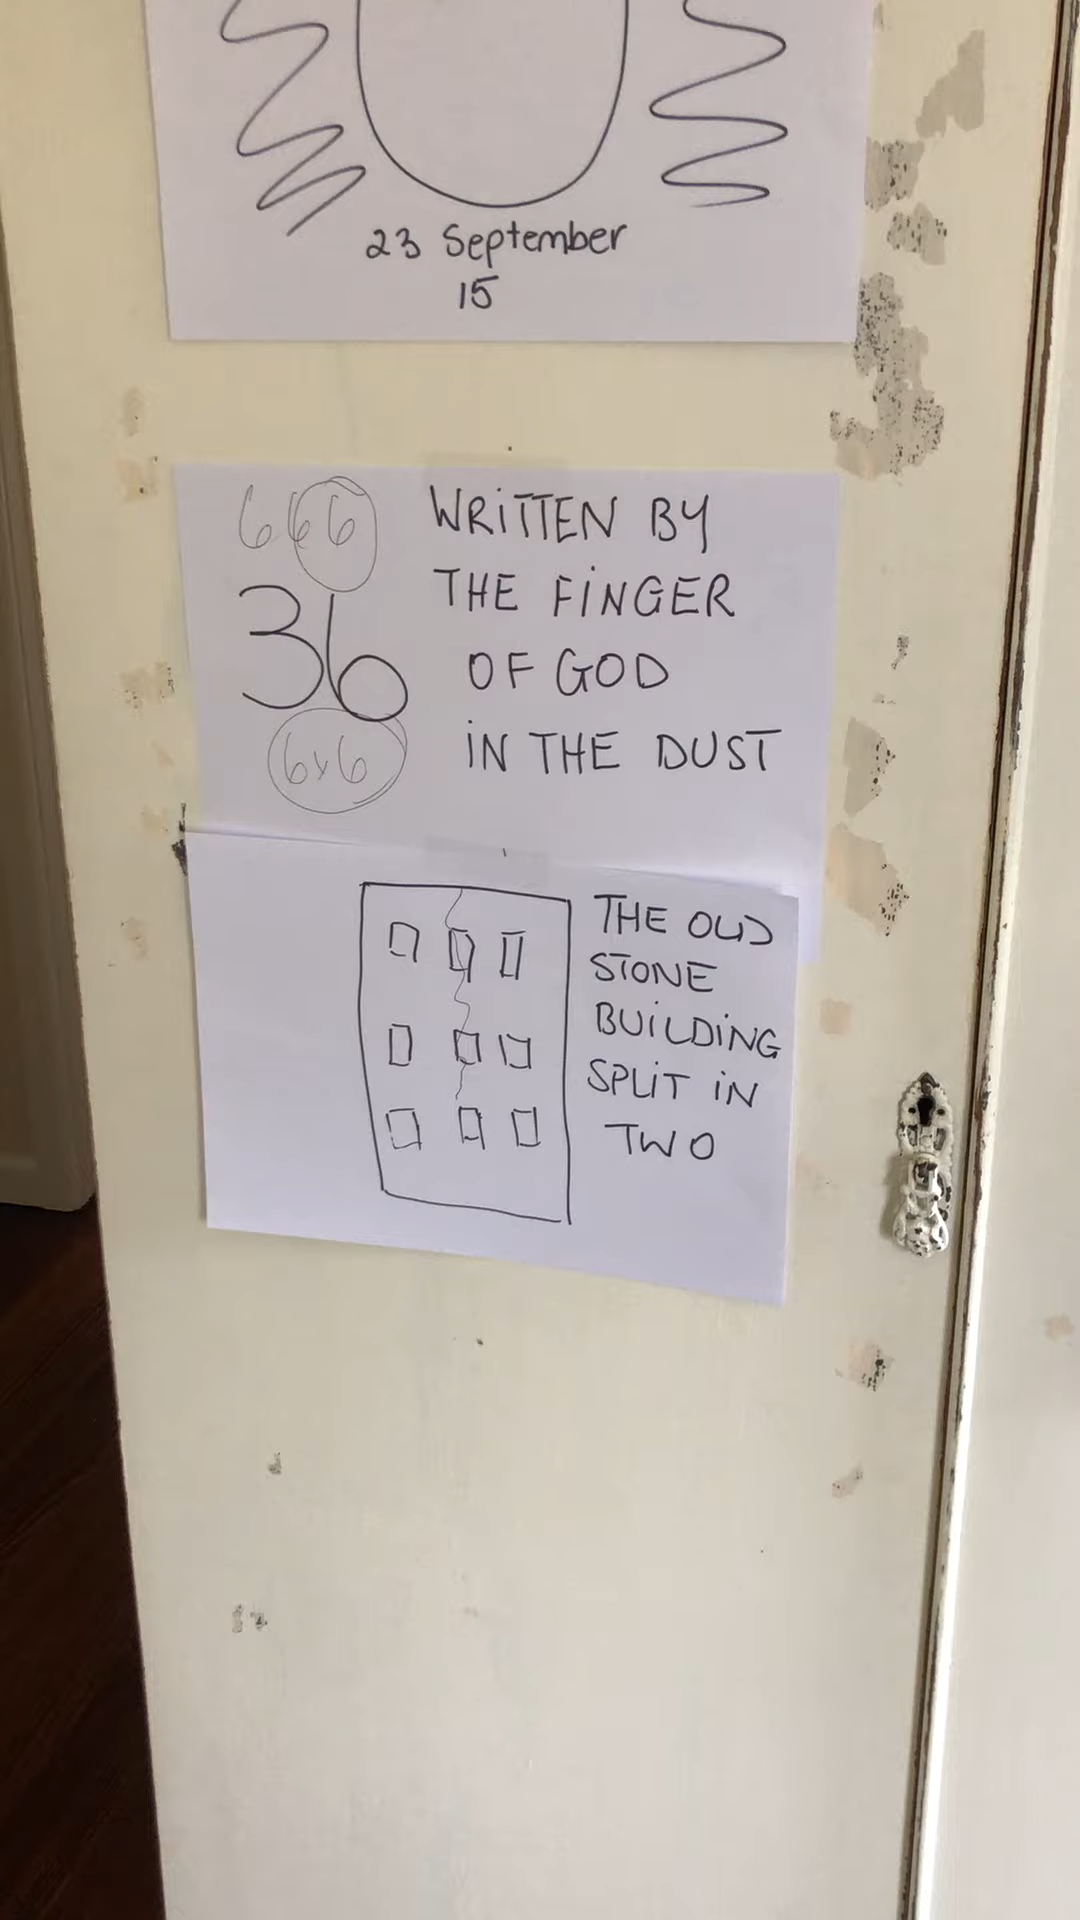 23 September
15
666 WRITTEN BY
36 THE FINGER
OF GOD
6x6 IN THE DUST
THE OLD
STONE
BUILDING
SPLIT IN
TWO